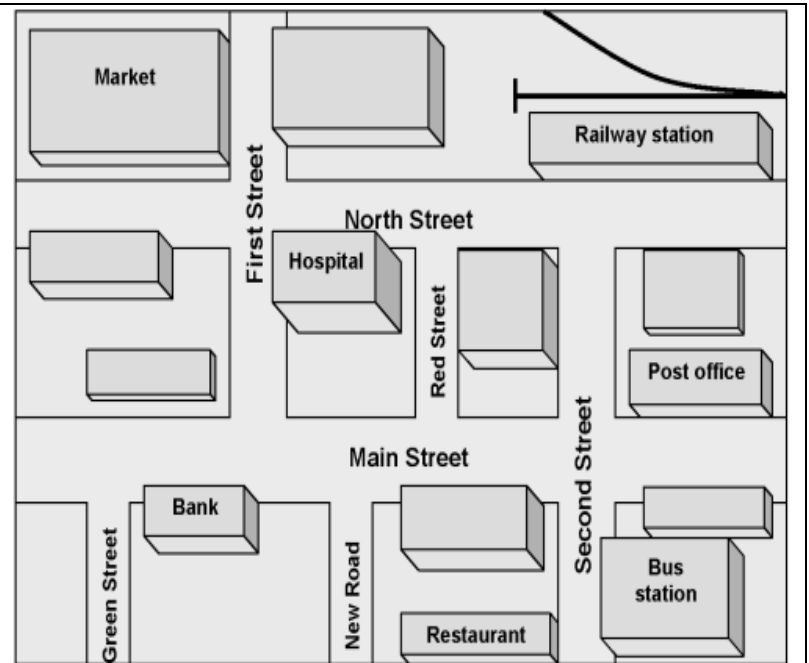 Market
Railway station
First Street
North Street
Hospital
Red Street
Post office
Main Street
Second Street
Bank
Green Street
New Road
Restaurant
Bus
station